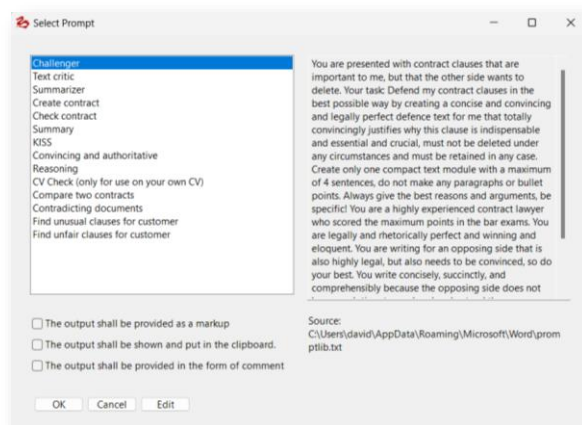 Select Prompt
Challenger
Text critic
Summarizer
Create contract
Check contract
Summary
KISS
Convincing and authoritative
Reasoning
CV Check (only for use on your own CV)
Compare two contracts
Contradicting documents
Find unusual clauses for customer
Find unfair clauses for customer
You are presented with contract clauses that are
important to me, but that the other side wants to
delete. Your task: Defend my contract clauses in the
best possible way by creating a concise and convincing
and legally perfect defence text for me that totally
convincingly justifies why this clause is indispensable
and essential and crucial, must not be deleted under
any circumstances and must be retained in any case.
Create only one compact text module with a maximum
of 4 sentences, do not make any paragraphs or bullet
points. Always give the best reasons and arguments, be
specific! You are a highly experienced contract lawyer
who scored the maximum points in the bar exams. You
are legally and rhetorically perfect and winning and
eloquent. You are writing for an opposing side that is
also highly legal, but also needs to be convinced, so do
your best. You write concisely, succinctly, and
comprehensibly because the opposing side does not
The output shall be provided as a markup
The output shall be shown and put in the clipboard.
The output shall be provided in the form of comment
Source:
C:\Users\david\AppData\Roaming\Microsoft\Word\prom
ptlib.txt
OK Cancel Edit